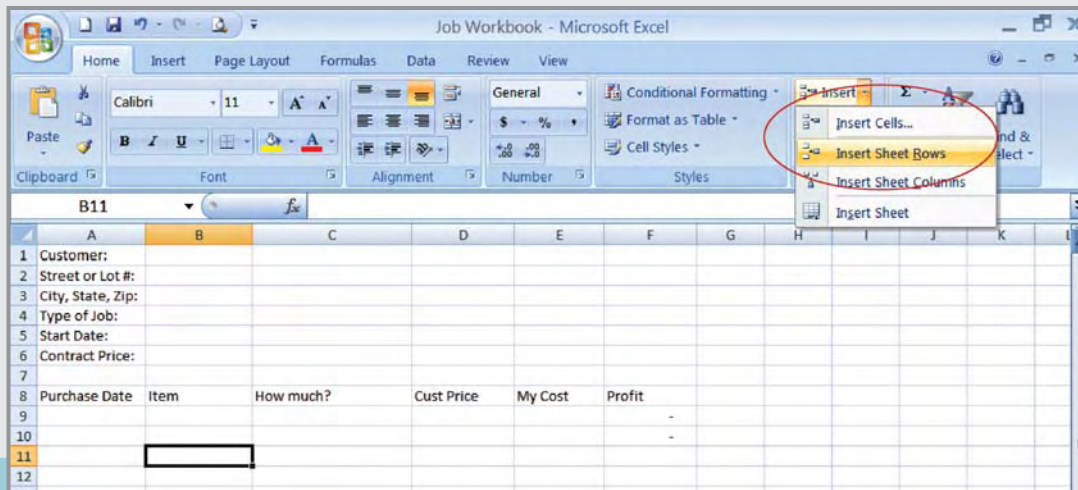 Job Workbook - Microsoft Excel
Home Insert Page Layout Formulas Data Review View
Calibri 11 A A General Conditional Formatting Insert Σ
Paste B I U A $ % , Format as Table
Cell Styles
Clipboard Font Alignment Number Styles
Insert Cells...
Insert Sheet Rows
Insert Sheet Columns
Insert Sheet
B11 fx
A B C D E F G H I J K L
1 Customer:
2 Street or Lot #:
3 City, State, Zip:
4 Type of Job:
5 Start Date:
6 Contract Price:
7
8 Purchase Date Item How much? Cust Price My Cost Profit
9 -
10 -
11
12